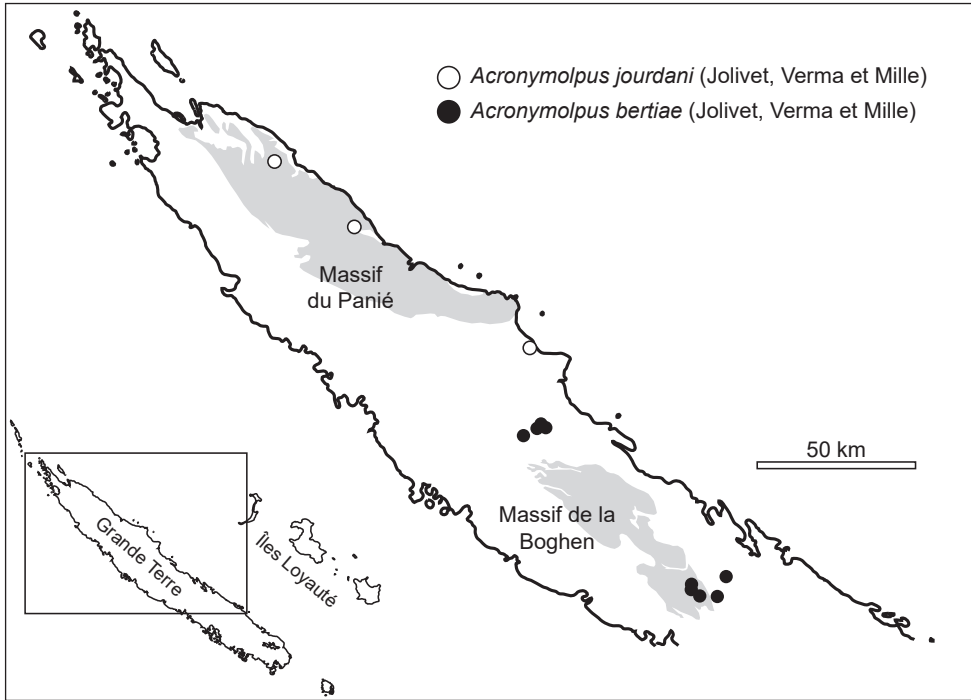 Acronymolpus jourdani (Jolivet, Verma et Mille)
Acronymolpus bertiae (Jolivet, Verma et Mille)
Massif
du Panié
50 km
Massif de la
Boghen
Grande Terre
Îles Loyauté